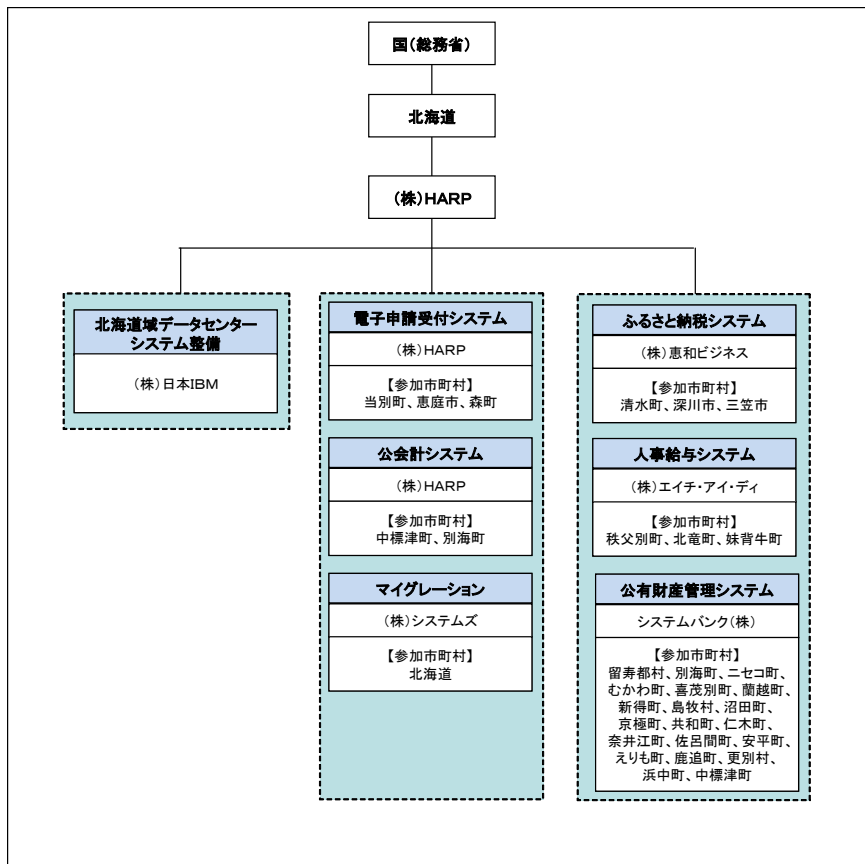 国(総務省)
北海道
(株)HARP
北海道域データセンター
システム整備
(株)日本IBM
電子申請受付システム
(株)HARP
【参加市町村】
当別町、恵庭市、森町
公会計システム
(株)HARP
【参加市町村】
中標津町、別海町
マイグレーション
(株)システムズ
【参加市町村】
北海道
ふるさと納税システム
(株)恵和ビジネス
【参加市町村】
清水町、深川市、三笠市
人事給与システム
(株)エイチ・アイ・ディ
【参加市町村】
秩父別町、北竜町、妹背牛町
公有財産管理システム
システムバンク(株)
【参加市町村】
留寿都村、別海町、ニセコ町、
むかわ町、喜茂別町、蘭越町、
新得町、島牧村、沼田町、
京極町、共和町、仁木町、
奈井江町、佐呂間町、安平町、
えりも町、鹿追町、更別村、
浜中町、中標津町